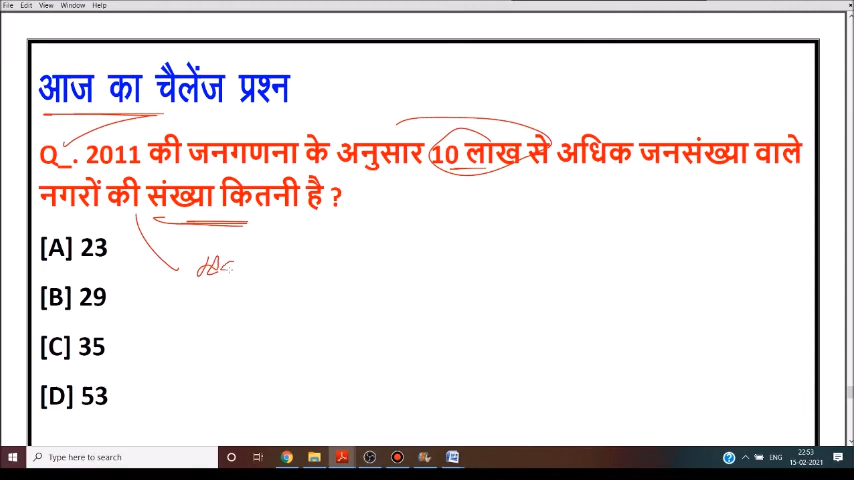 File Edit View Window Help
आज का चैलेंज प्रश्न
Q_. 2011 की जनगणना के अनुसार 10 लाख से अधिक जनसंख्या वाले
नगरों की संख्या कितनी है ?
[A] 23
[B] 29
[C] 35
[D] 53
Type here to search
ENG
22:53
15-02-2021